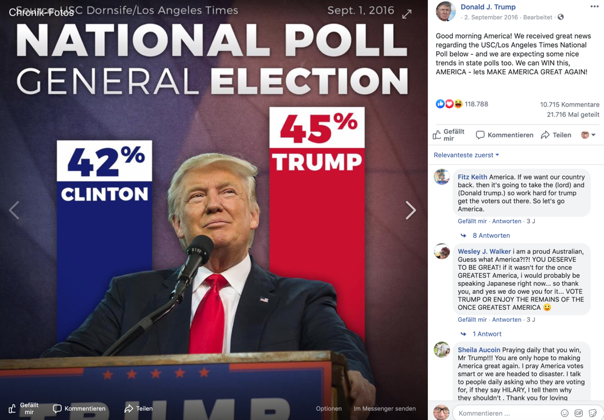 Chronik-Fotos
Source: USC Dornsife/Los Angeles Times
Sept. 1, 2016
NATIONAL POLL
GENERAL ELECTION
42%
CLINTON
45%
TRUMP
Gefällt mir
Kommentieren
Teilen
Optionen
Im Messenger senden
Donald J. Trump
· 2. September 2016 · Bearbeitet ·
Good morning America! We received great news
regarding the USC/Los Angeles Times National
Poll below - and we are expecting some nice
trends in state polls too. We can WIN this,
AMERICA - lets MAKE AMERICA GREAT AGAIN!
118.788
10.715 Kommentare
21.716 Mal geteilt
Gefällt
mir
Kommentieren
Teilen
Relevanteste zuerst
Fitz Keith America. If we want our country
back. then it's going to take the (lord) and
(Donald trump.) so work hard for trump
get the voters out there. So let's go
America.
Gefällt mir · Antworten · 3 J
8 Antworten
Wesley J. Walker i am a proud Australian,
Guess what America?!?! YOU DESERVE
TO BE GREAT! if it wasn't for the once
GREATEST America, i would probably be
speaking Japanese right now... so thank
you, and yes we do owe you for it... VOTE
TRUMP OR ENJOY THE REMAINS OF THE
ONCE GREATEST AMERICA 😀
Gefällt mir · Antworten · 3 J
1 Antwort
Sheila Aucoin Praying daily that you win,
Mr Trump!!! You are only hope to making
America great again. I pray America votes
smart or we are headed to disaster. I talk
to people daily asking who they are voting
for, if they say HILARY, I tell them why
they shouldn't . Thank you for loving
Kommentieren ...